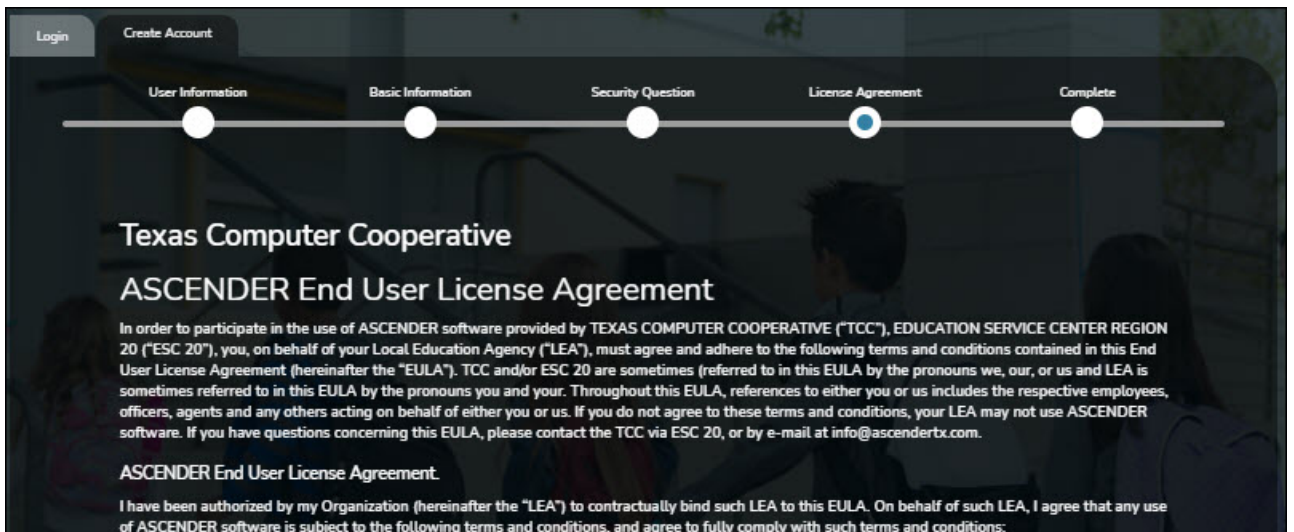 Login
Create Account
User Information
Basic Information
Security Question
License Agreement
Complete
Texas Computer Cooperative
ASCENDER End User License Agreement
In order to participate in the use of ASCENDER software provided by TEXAS COMPUTER COOPERATIVE (“TCC”), EDUCATION SERVICE CENTER REGION
20 (“ESC 20”), you, on behalf of your Local Education Agency (“LEA”), must agree and adhere to the following terms and conditions contained in this End
User License Agreement (hereinafter the “EULA”). TCC and/or ESC 20 are sometimes (referred to in this EULA by the pronouns we, our, or us and LEA is
sometimes referred to in this EULA by the pronouns you and your. Throughout this EULA, references to either you or us includes the respective employees,
officers, agents and any others acting on behalf of either you or us. If you do not agree to these terms and conditions, your LEA may not use ASCENDER
software. If you have questions concerning this EULA, please contact the TCC via ESC 20, or by e-mail at info@ascendertx.com.
ASCENDER End User License Agreement.
I have been authorized by my Organization (hereinafter the “LEA”) to contractually bind such LEA to this EULA. On behalf of such LEA, I agree that any use
of ASCENDER software is subject to the following terms and conditions, and agree to fully comply with such terms and conditions: